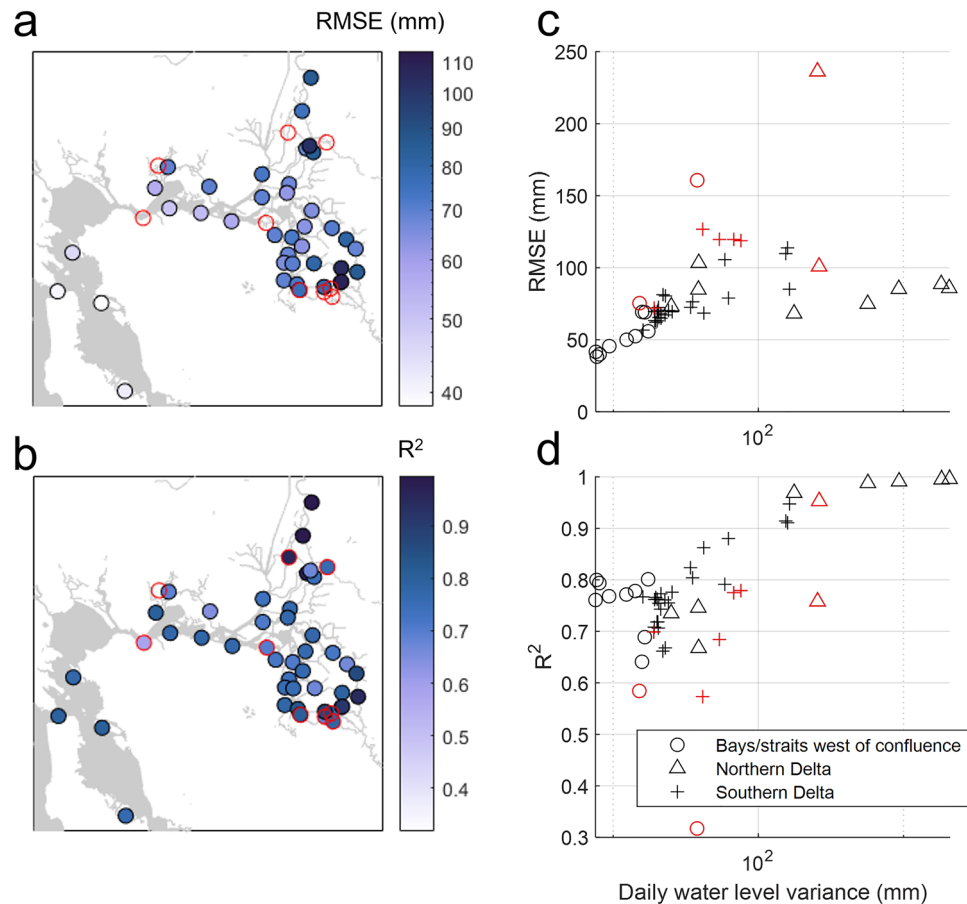 a
RMSE (mm)
110
100
90
80
70
60
50
40
b
R²
0.9
0.8
0.7
0.6
0.5
0.4
c
250
200
150
100
50
0
RMSE (mm)
10²
d
1
0.9
0.8
0.7
0.6
0.5
0.4
0.3
R²
Bays/straits west of confluence
Northern Delta
Southern Delta
10²
Daily water level variance (mm)